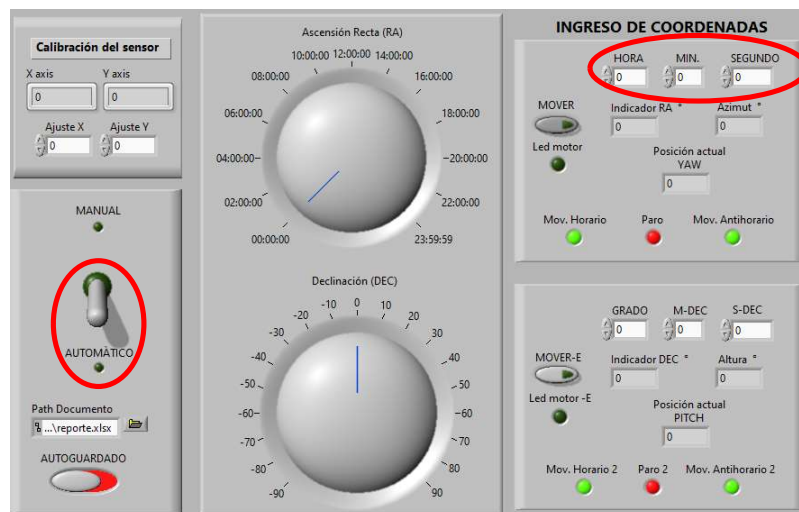 Calibración del sensor
X axis Y axis
0 0
Ajuste X Ajuste Y
0 0
MANUAL
AUTOMÁTICO
Path Documento
...\reporte.xlsx
AUTOGUARDADO
Ascensión Recta (RA)
00:00:00
02:00:00
04:00:00
06:00:00
08:00:00
10:00:00
12:00:00
14:00:00
16:00:00
18:00:00
20:00:00
22:00:00
23:59:59
Declinación (DEC)
-90
-80
-70
-60
-50
-40
-30
-20
-10
0
10
20
30
40
50
60
70
80
90
INGRESO DE COORDENADAS
HORA MIN. SEGUNDO
0 0 0
MOVER Indicador RA ° Azimut °
0 0
Led motor Posición actual
YAW
0
Mov. Horario Paro Mov. Antihorario
GRADO M-DEC S-DEC
0 0 0
MOVER-E Indicador DEC ° Altura °
0 0
Led motor -E Posición actual
PITCH
0
Mov. Horario 2 Paro 2 Mov. Antihorario 2